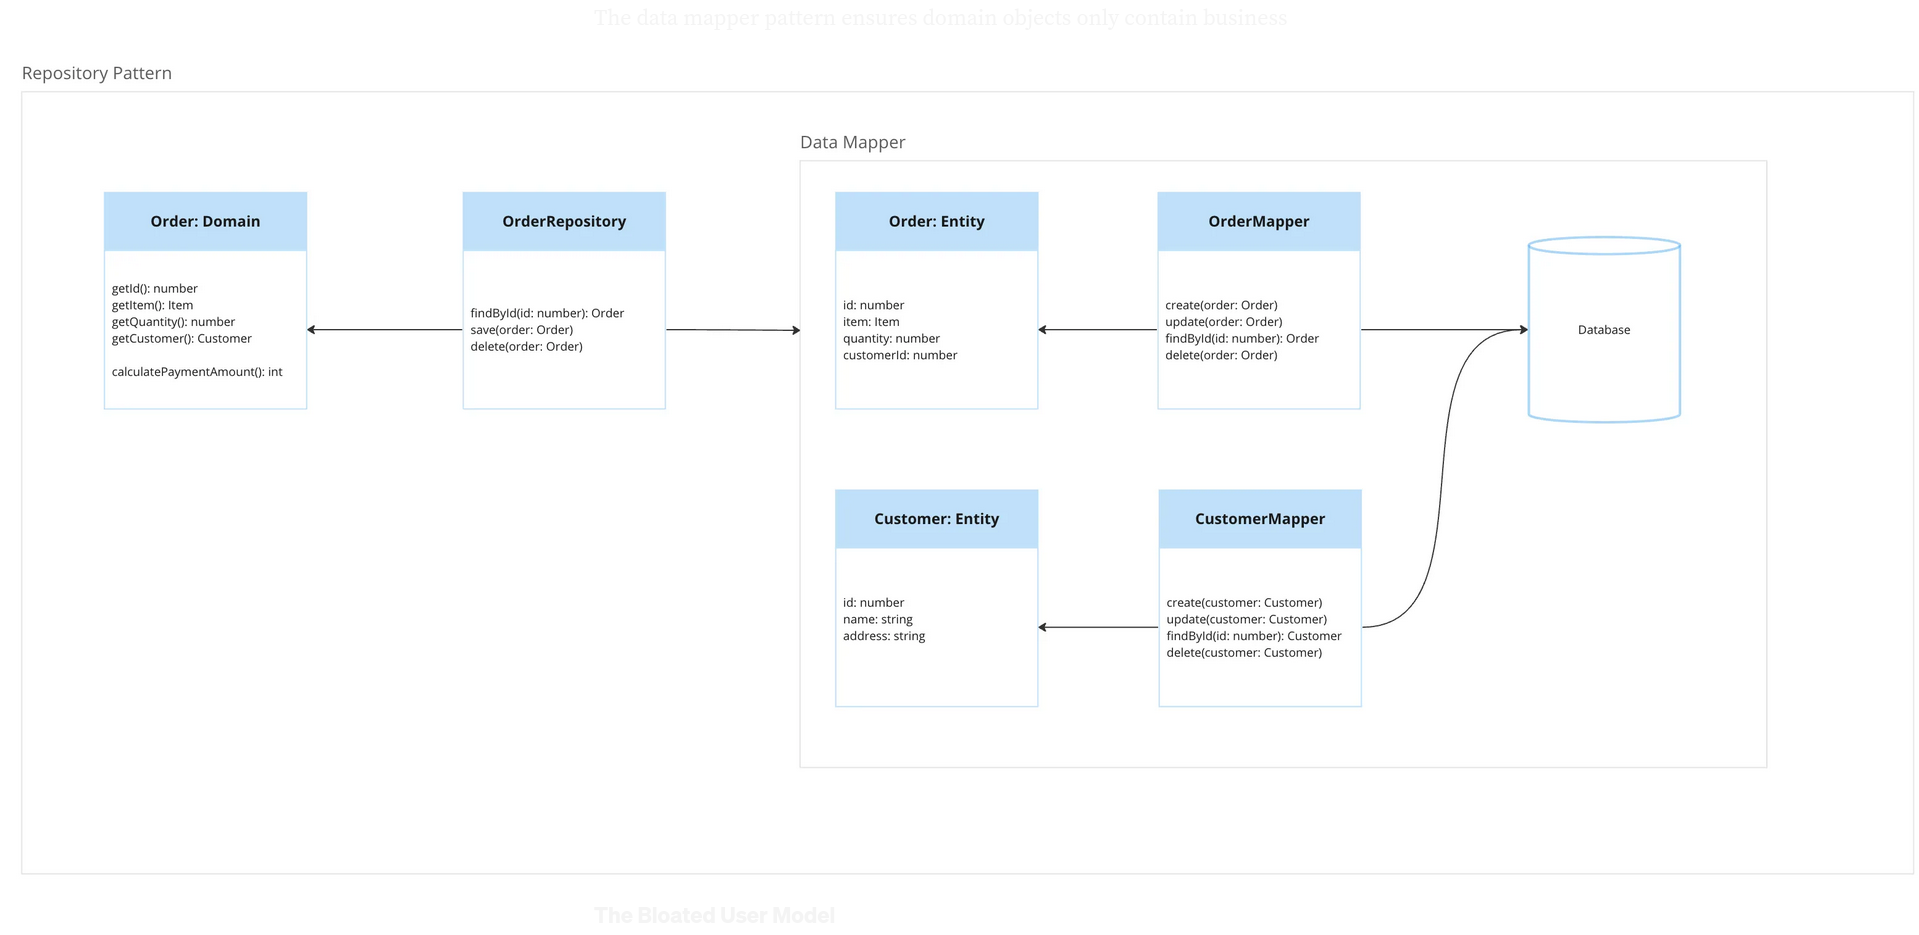 The data mapper pattern ensures domain objects only contain business
Repository Pattern
Data Mapper
Order: Domain
getId(): number
getItem(): Item
getQuantity(): number
getCustomer(): Customer
calculatePaymentAmount(): int
OrderRepository
findById(id: number): Order
save(order: Order)
delete(order: Order)
Order: Entity
id: number
item: Item
quantity: number
customerId: number
OrderMapper
create(order: Order)
update(order: Order)
findById(id: number): Order
delete(order: Order)
Database
Customer: Entity
id: number
name: string
address: string
CustomerMapper
create(customer: Customer)
update(customer: Customer)
findById(id: number): Customer
delete(customer: Customer)
The Bloated User Model